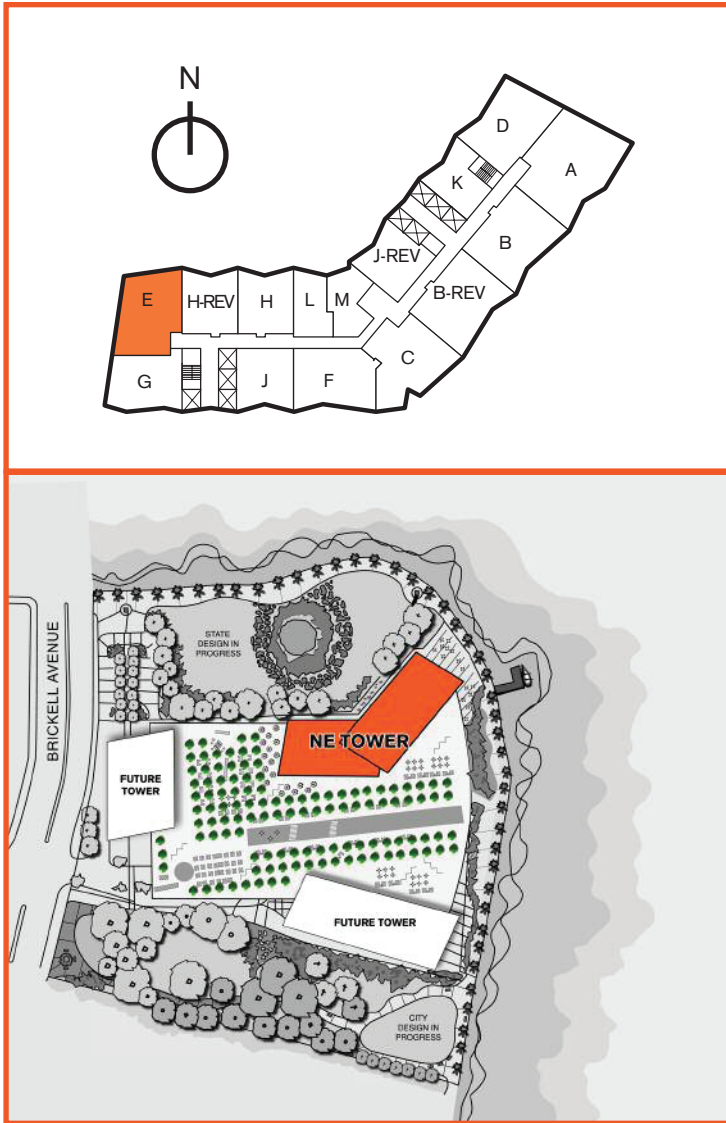 N
D
A
K
B
J-REV
B-REV
E
H-REV
H
L
M
C
G
J
F
BRICKELL AVENUE
STATE
DESIGN IN
PROGRESS
NE TOWER
FUTURE
TOWER
FUTURE TOWER
CITY
DESIGN IN
PROGRESS